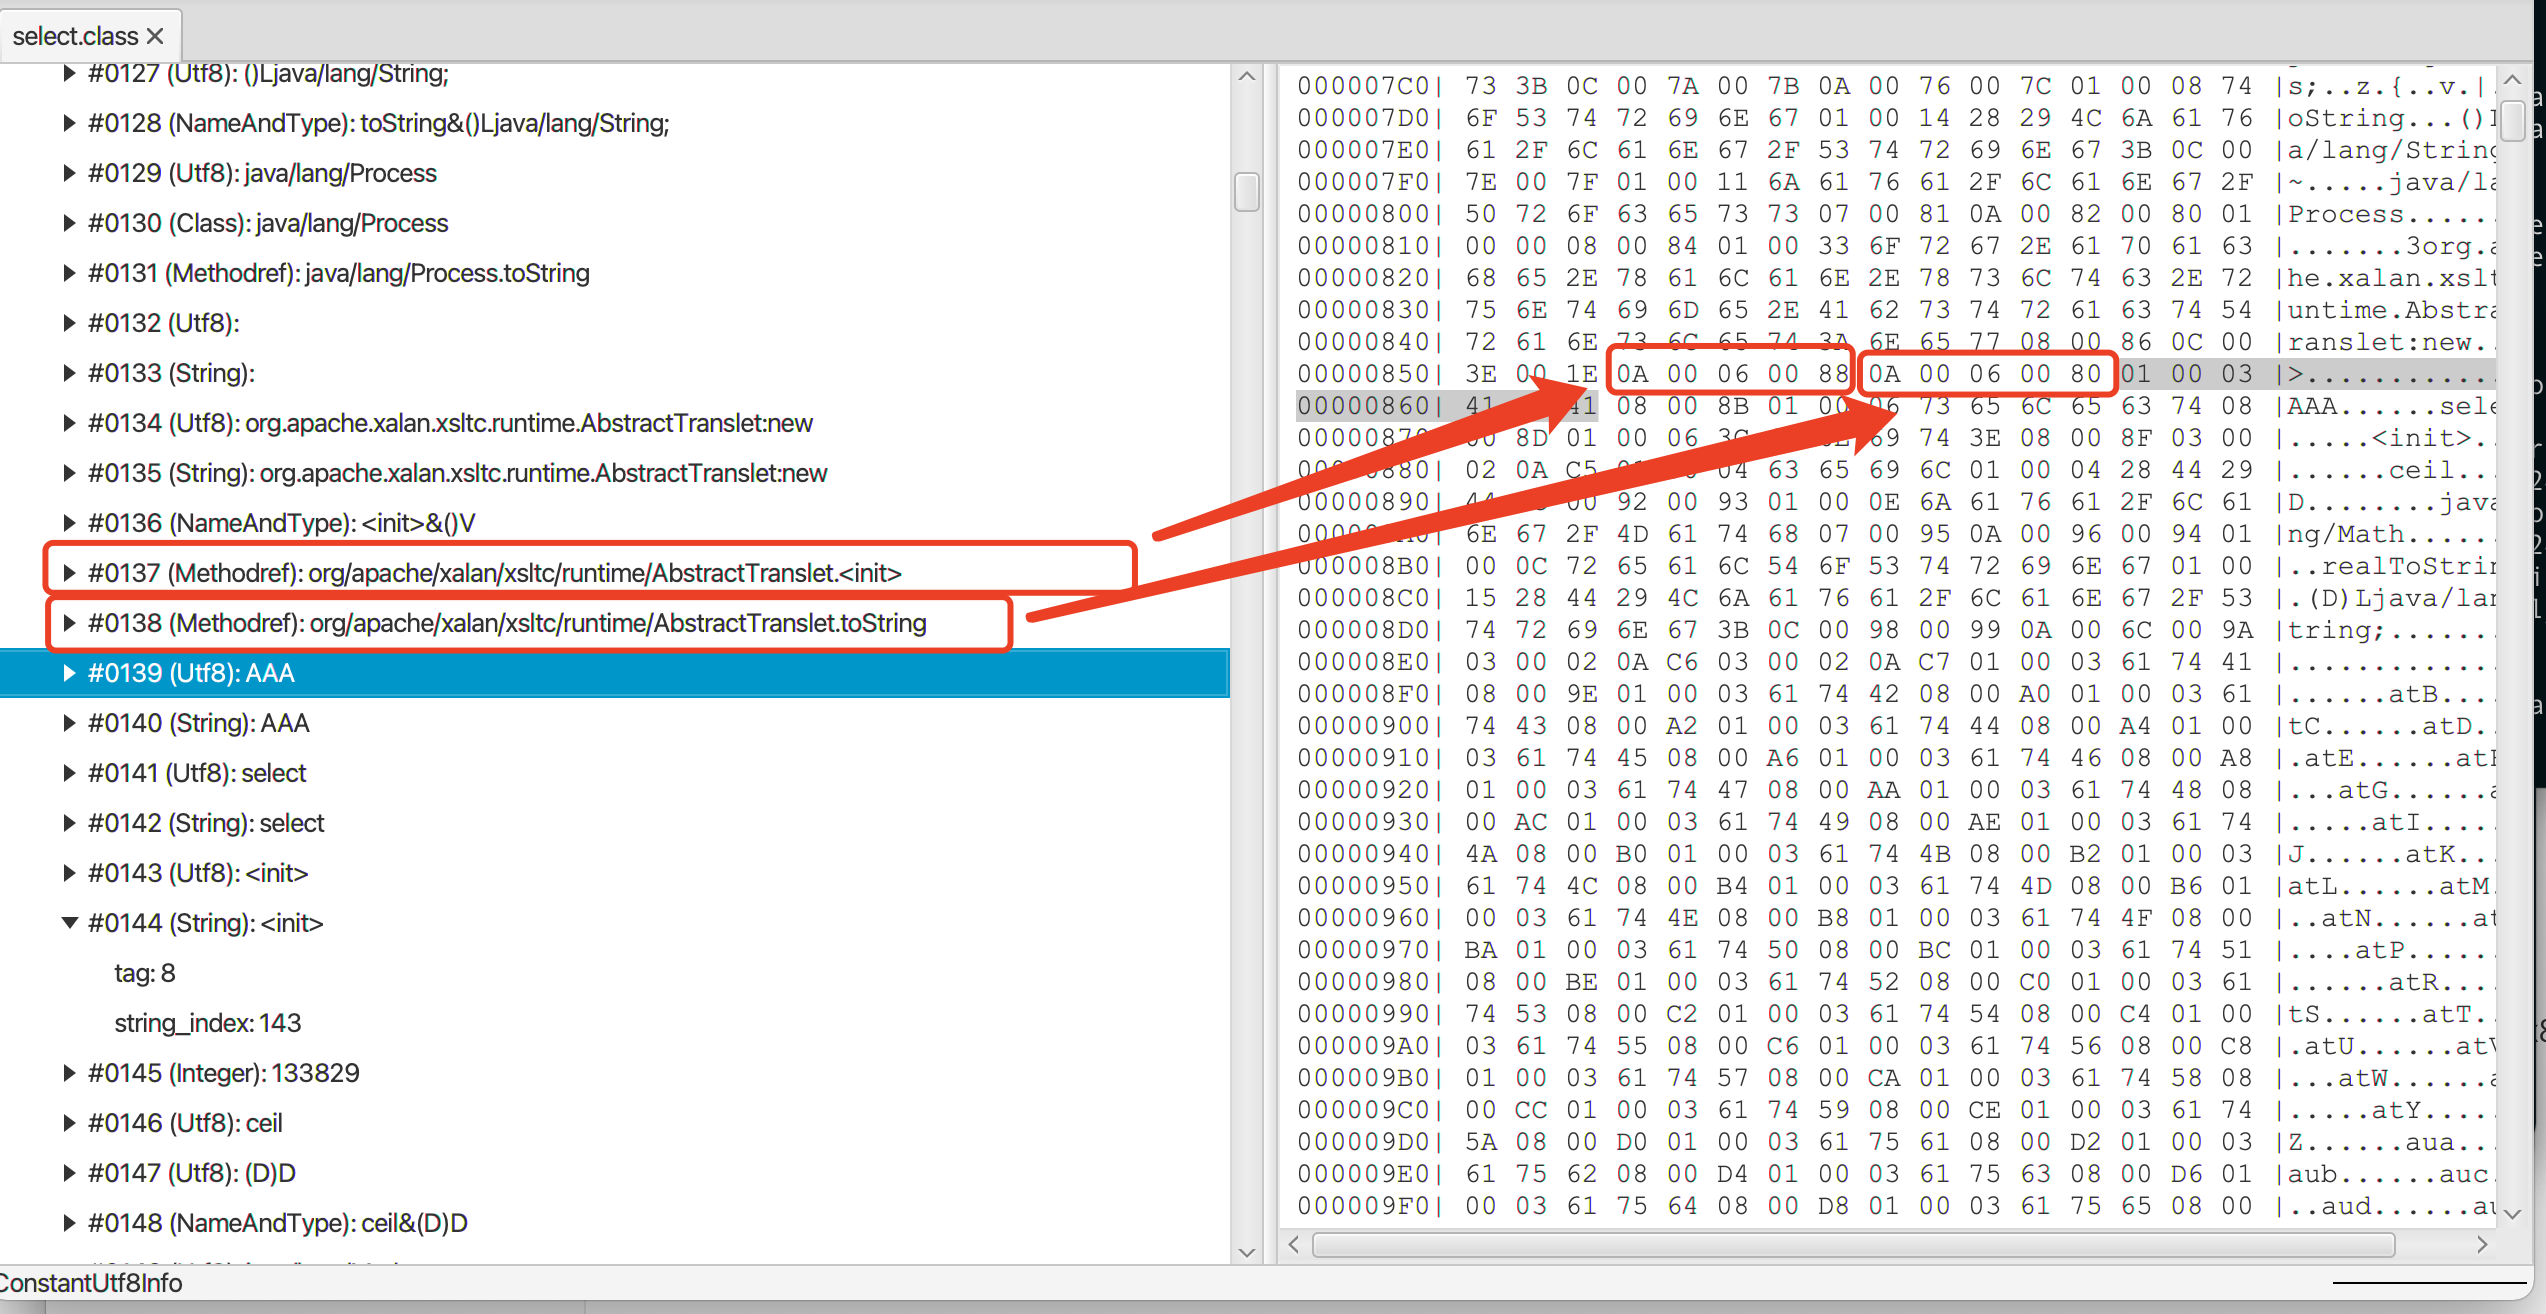 select.class
#0127 (Utf8): ()Ljava/lang/String;
#0128 (NameAndType): toString&()Ljava/lang/String;
#0129 (Utf8): java/lang/Process
#0130 (Class): java/lang/Process
#0131 (Methodref): java/lang/Process.toString
#0132 (Utf8):
#0133 (String):
#0134 (Utf8): org.apache.xalan.xsltc.runtime.AbstractTranslet:new
#0135 (String): org.apache.xalan.xsltc.runtime.AbstractTranslet:new
#0136 (NameAndType): <init>&()V
#0137 (Methodref): org/apache/xalan/xsltc/runtime/AbstractTranslet.<init>
#0138 (Methodref): org/apache/xalan/xsltc/runtime/AbstractTranslet.toString
#0139 (Utf8): AAA
#0140 (String): AAA
#0141 (Utf8): select
#0142 (String): select
#0143 (Utf8): <init>
#0144 (String): <init>
tag: 8
string_index: 143
#0145 (Integer): 133829
#0146 (Utf8): ceil
#0147 (Utf8): (D)D
#0148 (NameAndType): ceil&(D)D
000007C0| 73 3B 0C 00 7A 00 7B 0A 00 76 00 7C 01 00 08 74 |s;..z.{..v.|.
000007D0| 6F 53 74 72 69 6E 67 01 00 14 28 29 4C 6A 61 76 |oString...()
000007E0| 61 2F 6C 61 6E 67 2F 53 74 72 69 6E 67 3B 0C 00 |a/lang/String
000007F0| 7E 00 7F 01 00 11 6A 61 76 61 2F 6C 61 6E 67 2F |~.....java/la
00000800| 50 72 6F 63 65 73 73 07 00 81 0A 00 82 00 80 01 |Process......
00000810| 00 00 08 00 84 01 00 33 6F 72 67 2E 61 70 61 63 |.......3org.a
00000820| 68 65 2E 78 61 6C 61 6E 2E 78 73 6C 74 63 2E 72 |he.xalan.xslt
00000830| 75 6E 74 69 6D 65 2E 41 62 73 74 72 61 63 74 54 |untime.Abstra
00000840| 72 61 6E 73 6C 65 74 3A 6E 65 77 08 00 86 0C 00 |ranslet:new..
00000850| 3E 00 1E 0A 00 06 00 88 0A 00 06 00 80 01 00 03 |>............
00000860| 41 41 08 00 8B 01 00 06 73 65 6C 65 63 74 08 |AAA......sele
8D 01 00 06 3C 69 74 3E 08 00 8F 03 00 |.....<init>..
00000880| 02 0A C5 04 63 65 69 6C 01 00 04 28 44 29 |......ceil...
00000890| 00 92 00 93 01 00 0E 6A 61 76 61 2F 6C 61 |D........java
6E 67 2F 4D 61 74 68 07 00 95 0A 00 96 00 94 01 |ng/Math......
000008B0| 00 0C 72 65 61 6C 54 6F 53 74 72 69 6E 67 01 00 |..realToStrin
000008C0| 15 28 44 29 4C 6A 61 76 61 2F 6C 61 6E 67 2F 53 |.(D)Ljava/lan
000008D0| 74 72 69 6E 67 3B 0C 00 98 00 99 0A 00 6C 00 9A |tring;.......
000008E0| 03 00 02 0A C6 03 00 02 0A C7 01 00 03 61 74 41 |.............
000008F0| 08 00 9E 01 00 03 61 74 42 08 00 A0 01 00 03 61 |......atB....
00000900| 74 43 08 00 A2 01 00 03 61 74 44 08 00 A4 01 00 |tC......atD..
00000910| 03 61 74 45 08 00 A6 01 00 03 61 74 46 08 00 A8 |.atE......at
00000920| 01 00 03 61 74 47 08 00 AA 01 00 03 61 74 48 08 |...atG......
00000930| 00 AC 01 00 03 61 74 49 08 00 AE 01 00 03 61 74 |.....atI.....
00000940| 4A 08 00 B0 01 00 03 61 74 4B 08 00 B2 01 00 03 |J......atK...
00000950| 61 74 4C 08 00 B4 01 00 03 61 74 4D 08 00 B6 01 |atL......atM.
00000960| 00 03 61 74 4E 08 00 B8 01 00 03 61 74 4F 08 00 |..atN......at
00000970| BA 01 00 03 61 74 50 08 00 BC 01 00 03 61 74 51 |....atP......
00000980| 08 00 BE 01 00 03 61 74 52 08 00 C0 01 00 03 61 |......atR....
00000990| 74 53 08 00 C2 01 00 03 61 74 54 08 00 C4 01 00 |tS......atT..
000009A0| 03 61 74 55 08 00 C6 01 00 03 61 74 56 08 00 C8 |.atU......at
000009B0| 01 00 03 61 74 57 08 00 CA 01 00 03 61 74 58 08 |...atW......
000009C0| 00 CC 01 00 03 61 74 59 08 00 CE 01 00 03 61 74 |.....atY.....
000009D0| 5A 08 00 D0 01 00 03 61 75 61 08 00 D2 01 00 03 |Z......aua...
000009E0| 61 75 62 08 00 D4 01 00 03 61 75 63 08 00 D6 01 |aub......auc.
000009F0| 00 03 61 75 64 08 00 D8 01 00 03 61 75 65 08 00 |..aud......au
ConstantUtf8Info